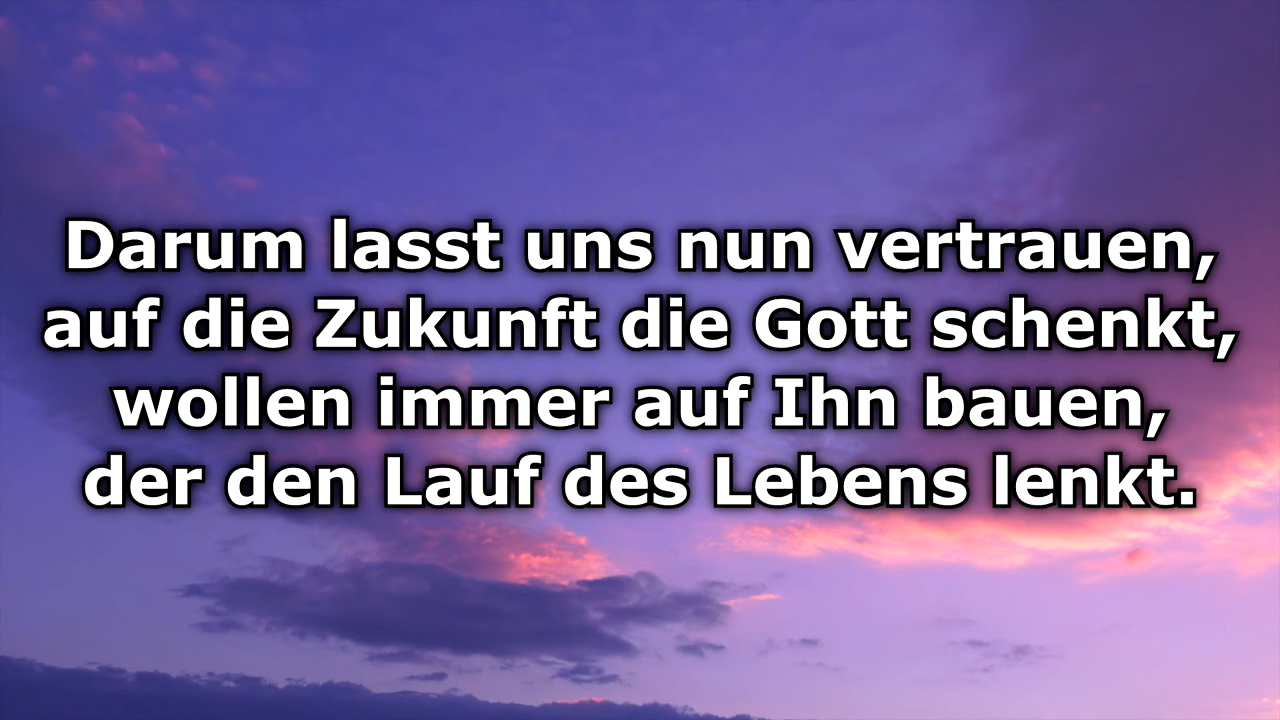 Darum lasst uns nun vertrauen,
auf die Zukunft die Gott schenkt,
wollen immer auf Ihn bauen,
der den Lauf des Lebens lenkt.